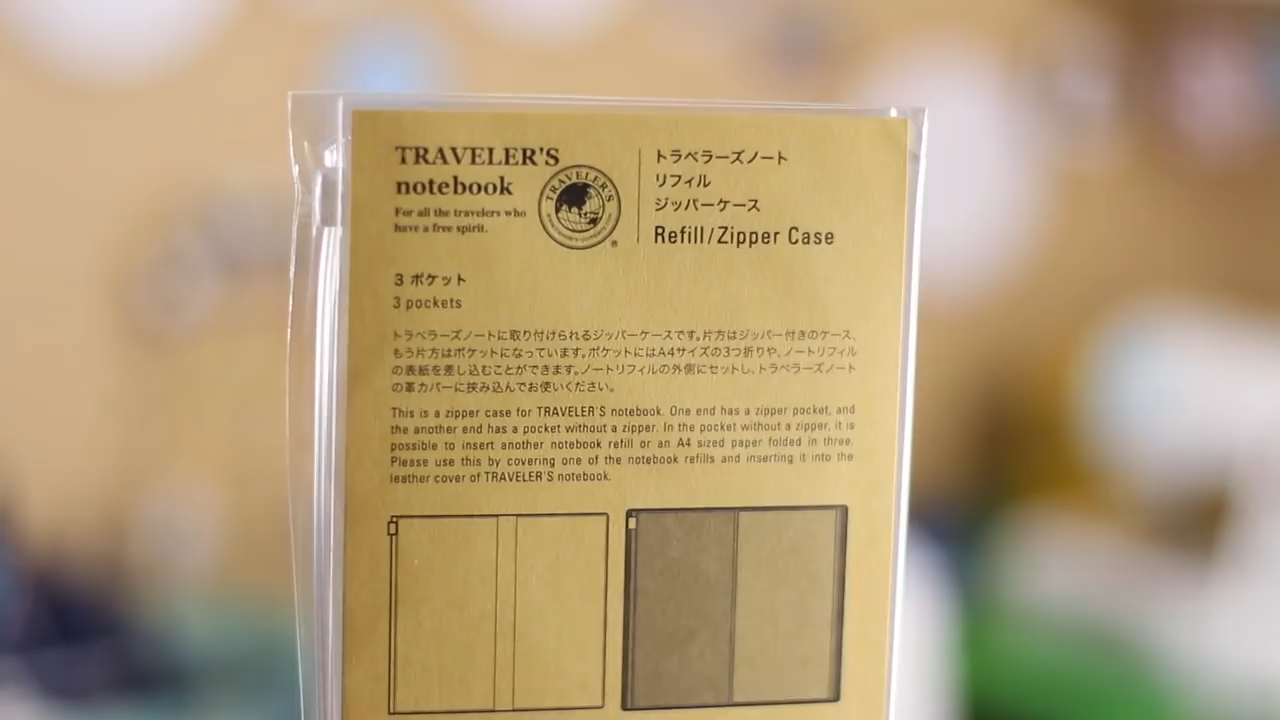 TRAVELER'S
notebook
For all the travelers who
have a free spirit.
TRAVELER'S
®
トラベラーズノート
リフィル
ジッパーケース
Refill/Zipper Case
3 ポケット
3 pockets
トラベラーズノートに取り付けられるジッパーケースです。片方はジッパー付きのケース、
もう片方はポケットになっています。ポケットにはA4サイズの3つ折りや、ノートリフィル
の表紙を差し込むことができます。ノートリフィルの外側にセットし、トラベラーズノート
の革カバーに挟み込んでお使いください。
This is a zipper case for TRAVELER'S notebook. One end has a zipper pocket, and
the another end has a pocket without a zipper. In the pocket without a zipper, it is
possible to insert another notebook refill or an A4 sized paper folded in three.
Please use this by covering one of the notebook refills and inserting it into the
leather cover of TRAVELER'S notebook.